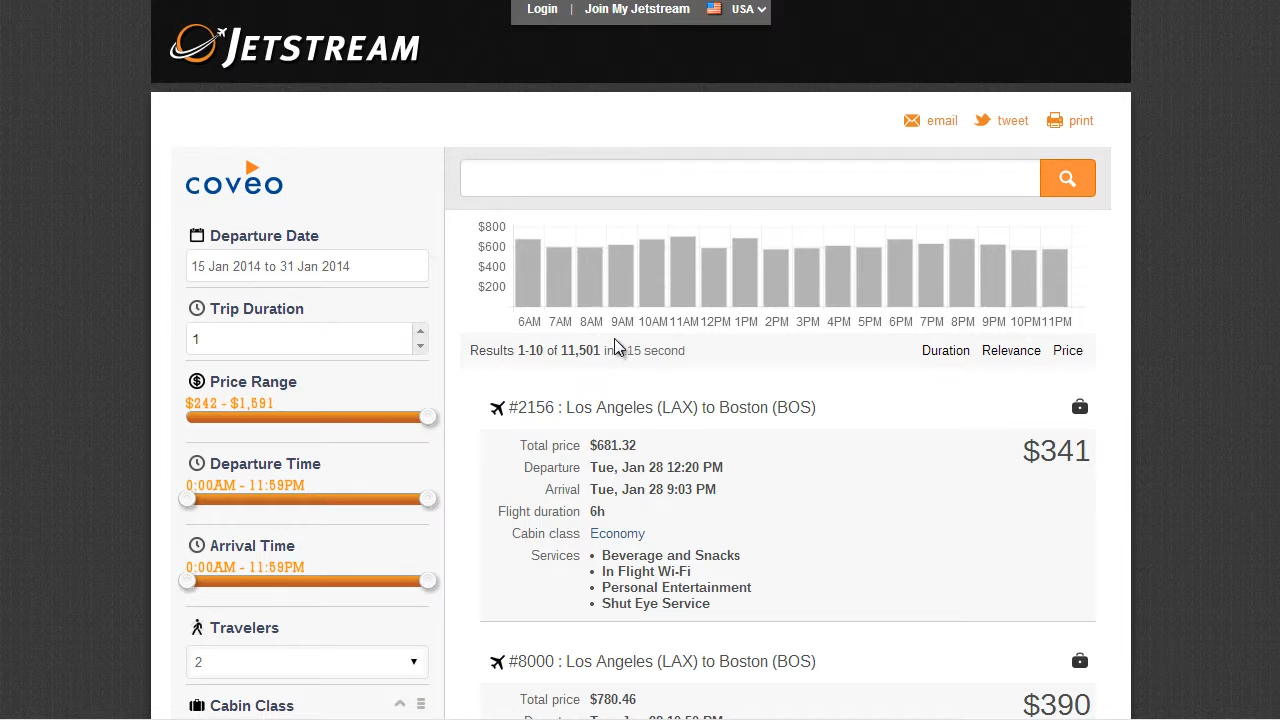 Login | Join My Jetstream USA
JETSTREAM
email tweet print
coveo
Departure Date
15 Jan 2014 to 31 Jan 2014
Trip Duration
1
Price Range
$242 - $1,591
Departure Time
0:00AM - 11:59PM
Arrival Time
0:00AM - 11:59PM
Travelers
2
Cabin Class
$800
$600
$400
$200
6AM 7AM 8AM 9AM 10AM 11AM 12PM 1PM 2PM 3PM 4PM 5PM 6PM 7PM 8PM 9PM 10PM 11PM
Results 1-10 of 11,501 in 15 second
Duration Relevance Price
#2156 : Los Angeles (LAX) to Boston (BOS)
Total price $681.32
$341
Departure Tue, Jan 28 12:20 PM
Arrival Tue, Jan 28 9:03 PM
Flight duration 6h
Cabin class Economy
Services • Beverage and Snacks
• In Flight Wi-Fi
• Personal Entertainment
• Shut Eye Service
#8000 : Los Angeles (LAX) to Boston (BOS)
Total price $780.46
$390